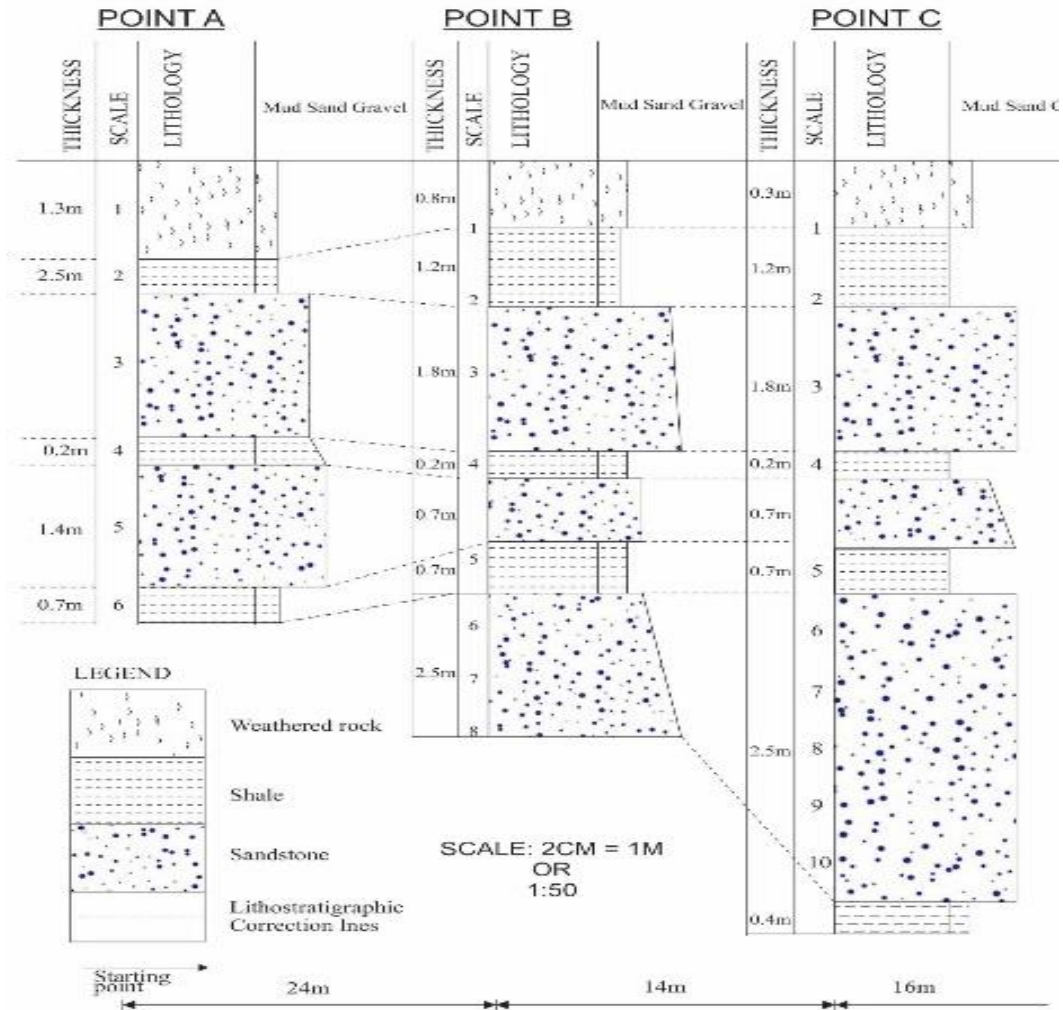 POINT A
POINT B
POINT C
THICKNESS
SCALE
LITHOLOGY
Mud Sand Gravel
THICKNESS
SCALE
LITHOLOGY
Mud Sand Gravel
THICKNESS
SCALE
LITHOLOGY
Mud Sand G
1.3m
2.5m
0.2m
1.4m
0.7m
1
2
3
4
5
6
0.8m
1.2m
1.8m
0.2m
0.7m
0.7m
2.5m
1
2
3
4
5
6
7
8
0.3m
1.2m
1.8m
0.2m
0.7m
0.7m
2.5m
0.4m
1
2
3
4
5
6
7
8
9
10
LEGEND
Weathered rock
Shale
Sandstone
Lithostratigraphic
Correction lnes
SCALE: 2CM = 1M
OR
1:50
Starting
point
24m
14m
16m